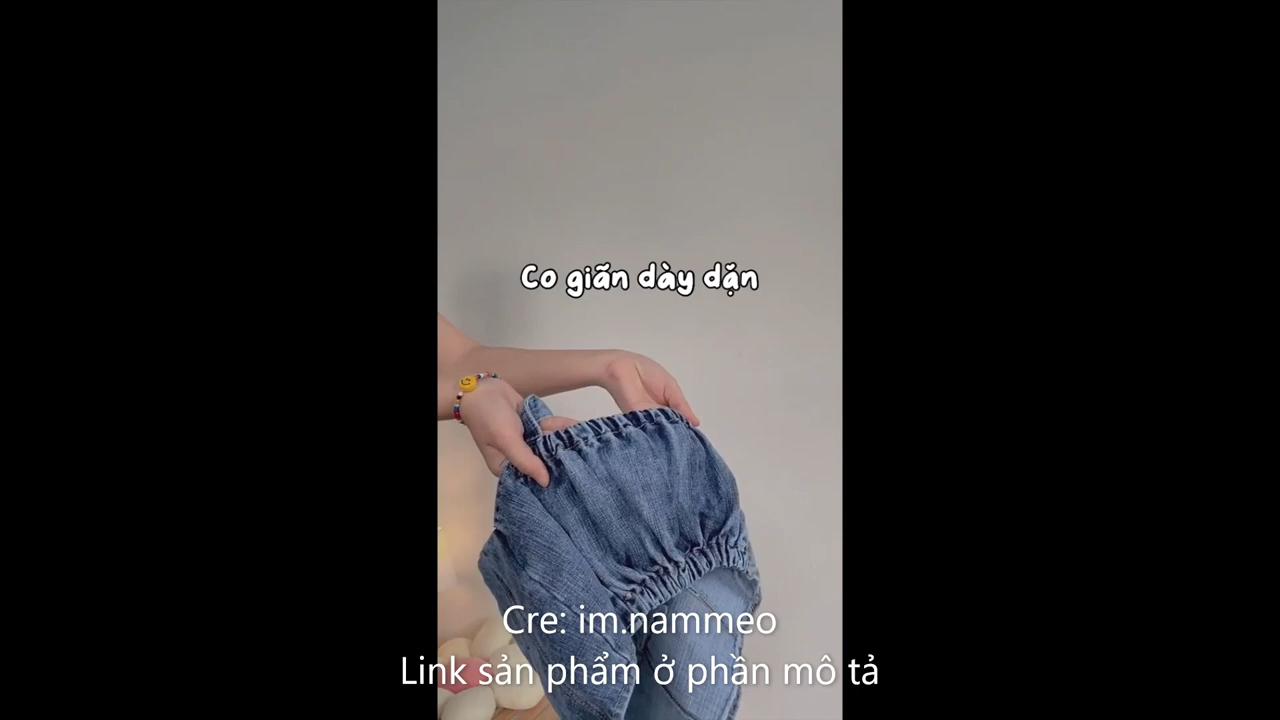 Co giãn dày dặn
Cre: im.nammeo
Link sản phẩm ở phần mô tả